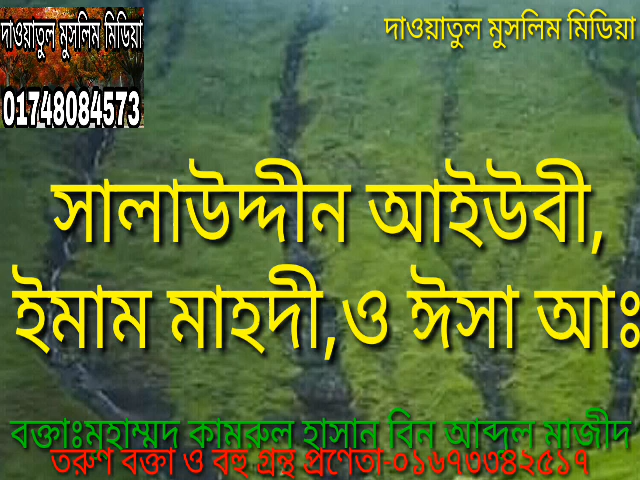 দাওয়াতুল মুসলিম মিডিয়া
01748084573
দাওয়াতুল মুসলিম মিডিয়া
সালাউদ্দীন আইউবী,
ইমাম মাহদী,ও ঈসা আঃ
বক্তাঃমুহাম্মদ কামরুল হাসান বিন আব্দুল মাজীদ
তরুণ বক্তা ও বহু গ্রন্থ প্রণেতা-০১৬৭৩৩৪২৫১৭